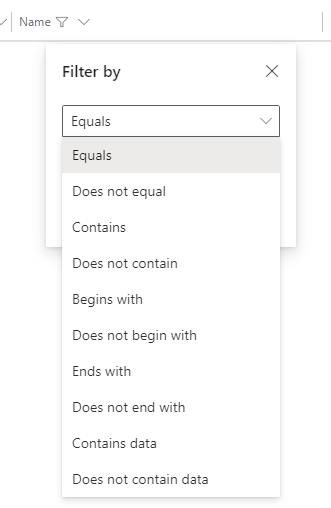 Name
Filter by
Equals
Equals
Does not equal
Contains
Does not contain
Begins with
Does not begin with
Ends with
Does not end with
Contains data
Does not contain data